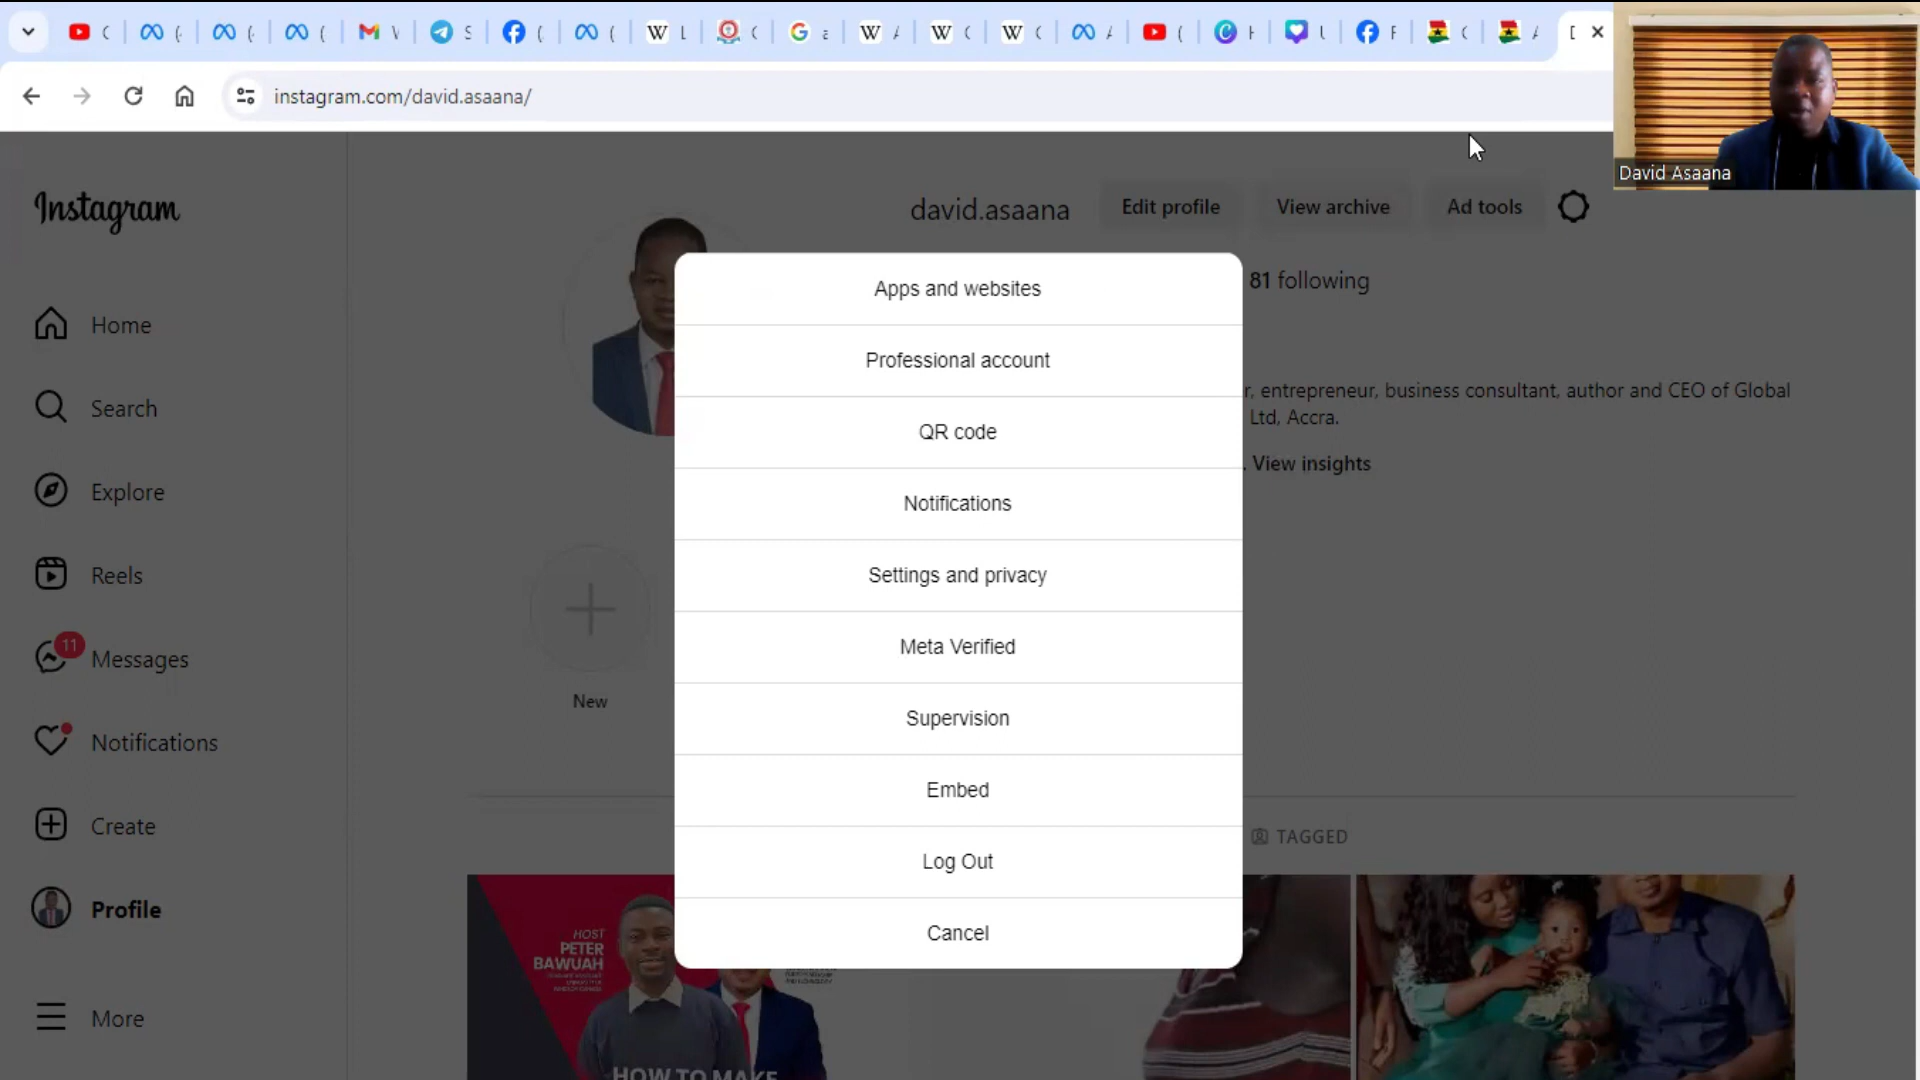 instagram.com/david.asaana/
David Asaana
Instagram
david.asaana
Edit profile
View archive
Ad tools
81 following
Apps and websites
Professional account
QR code
Notifications
Settings and privacy
Meta Verified
Supervision
Embed
Log Out
Cancel
entrepreneur, business consultant, author and CEO of Global
Ltd, Accra.
View insights
Home
Search
Explore
Reels
11
Messages
Notifications
Create
Profile
More
New
TAGGED
HOST
PETER
BAWUAH
HOW TO MAKE